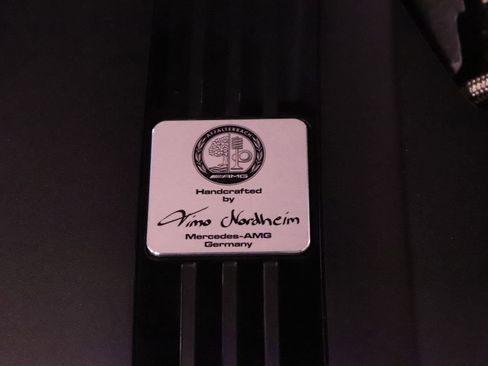 AFFALTERBACH
AMG
Handcrafted
by
Timo Nordheim
Mercedes-AMG
Germany